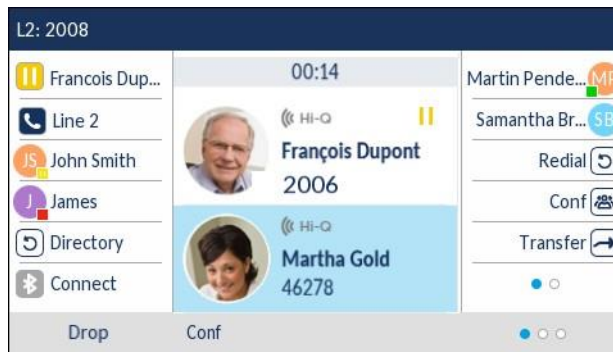 L2: 2008
Francois Dup...
Line 2
JS John Smith
J James
Directory
Connect
00:14
Hi-Q
François Dupont
2006
Hi-Q
Martha Gold
46278
Martin Pende... MP
Samantha Br... SB
Redial
Conf
Transfer
Drop Conf